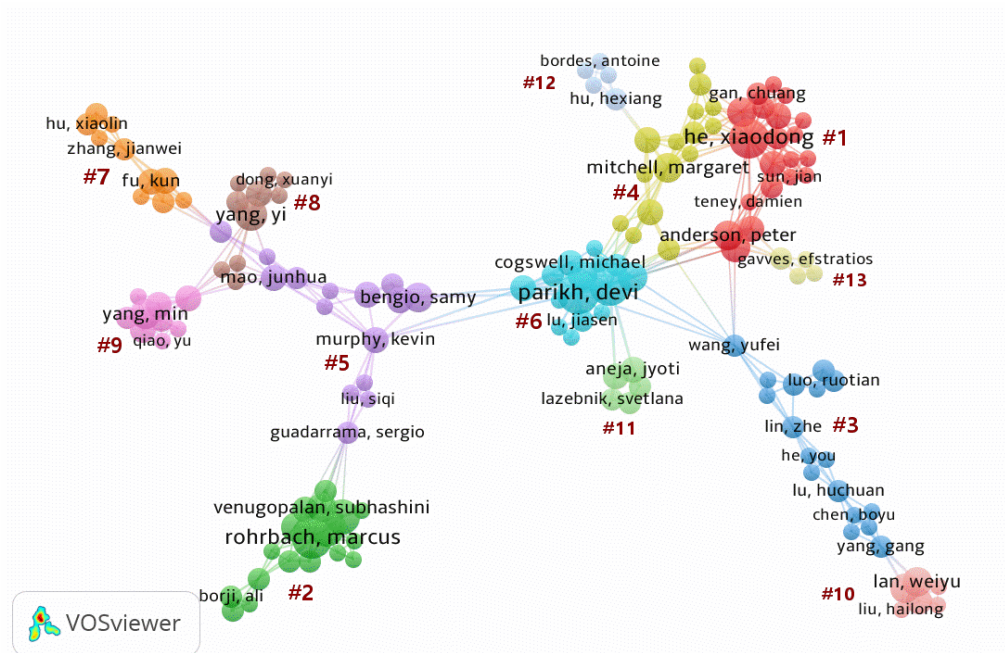 bordes, antoine
#12
hu, hexiang
gan, chuang
he, xiaodong #1
mitchell, margaret
#4
sun, jian
teney, damien
anderson, peter
gavves, efstratios
#13
hu, xiaolin
zhang, jianwei
#7
fu, kun
dong, xuanyi
#8
yang, yi
mao, junhua
yang, min
#9
qiao, yu
bengio, samy
murphy, kevin
#5
liu, siqi
guadarrama, sergio
cogswell, michael
parikh, devi
#6 lu, jiasen
aneja, jyoti
lazebnik, svetlana
#11
wang, yufei
luo, ruotian
lin, zhe #3
he, you
lu, huchuan
chen, boyu
yang, gang
lan, weiyu
#10
liu, hailong
venugopalan, subhashini
rohrbach, marcus
borji, ali
#2
VOSviewer